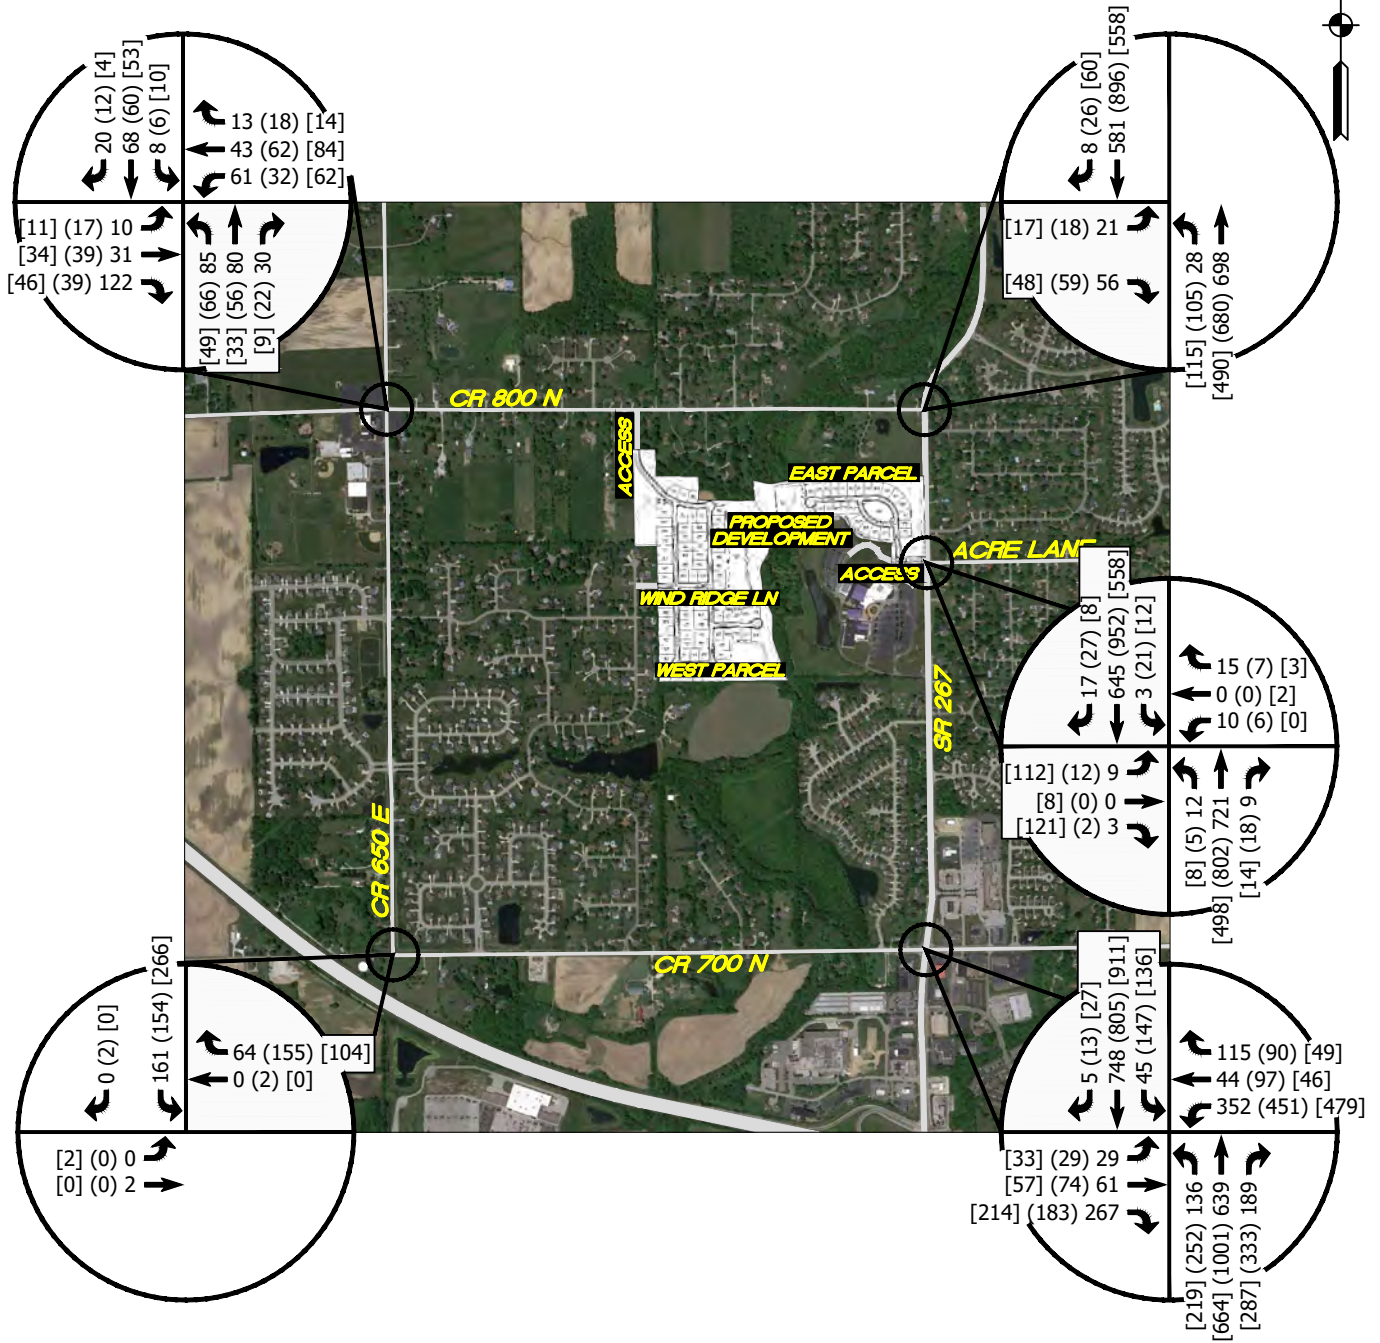 20 (12) [4]
68 (60) [53]
8 (6) [10]
13 (18) [14]
43 (62) [84]
61 (32) [62]
[11] (17) 10
[34] (39) 31
[46] (39) 122
[49] (66) 85
[33] (56) 80
[9] (22) 30
8 (26) [60]
581 (896) [558]
[17] (18) 21
[48] (59) 56
[115] (105) 28
[490] (680) 698
CR 800 N
ACCESS
EAST PARCEL
PROPOSED
DEVELOPMENT
ACRE LANE
ACCESS
WIND RIDGE LN
WEST PARCEL
SR 267
CR 650 E
CR 700 N
17 (27) [8]
645 (952) [558]
3 (21) [12]
15 (7) [3]
0 (0) [2]
10 (6) [0]
[112] (12) 9
[8] (0) 0
[121] (2) 3
[8] (5) 12
[498] (802) 721
[14] (18) 9
0 (2) [0]
161 (154) [266]
64 (155) [104]
0 (2) [0]
[2] (0) 0
[0] (0) 2
5 (13) [27]
748 (805) [911]
45 (147) [136]
115 (90) [49]
44 (97) [46]
352 (451) [479]
[33] (29) 29
[57] (74) 61
[214] (183) 267
[219] (252) 136
[664] (1001) 639
[287] (333) 189